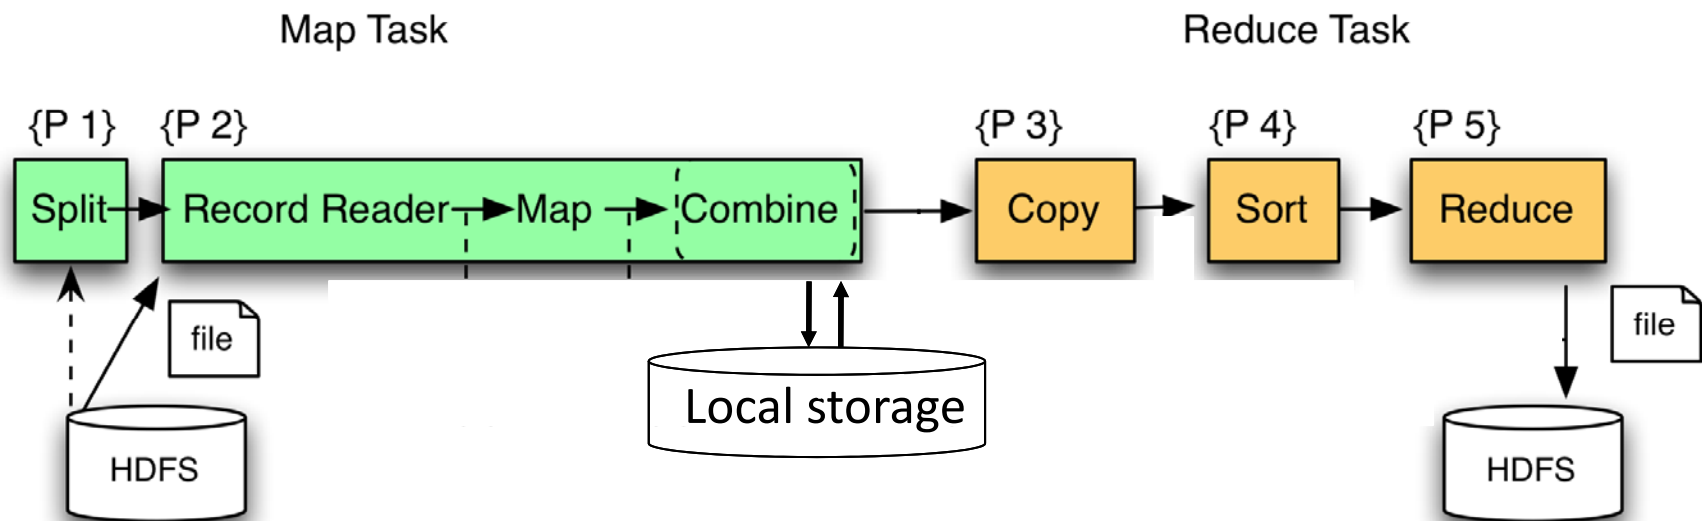 Map Task
Reduce Task
{P 1}
{P 2}
{P 3}
{P 4}
{P 5}
Split
Record Reader
Map
Combine
Copy
Sort
Reduce
file
file
Local storage
HDFS
HDFS